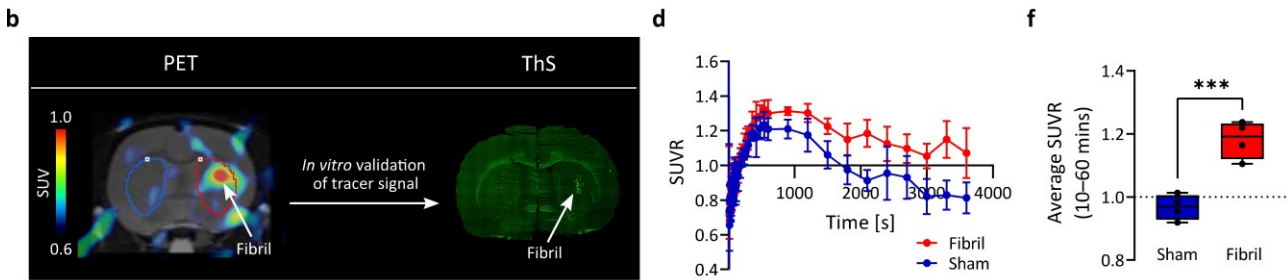 b
PET
ThS
1.0
SUV
0.6
In vitro validation
of tracer signal
Fibril
Fibril
d
1.6
1.4
1.2
1.0
0.8
0.6
0.4
SUVR
1000
2000
3000
4000
Time [s]
Fibril
Sham
f
1.4
1.2
1.0
0.8
Average SUVR
(10–60 mins)
***
Sham
Fibril